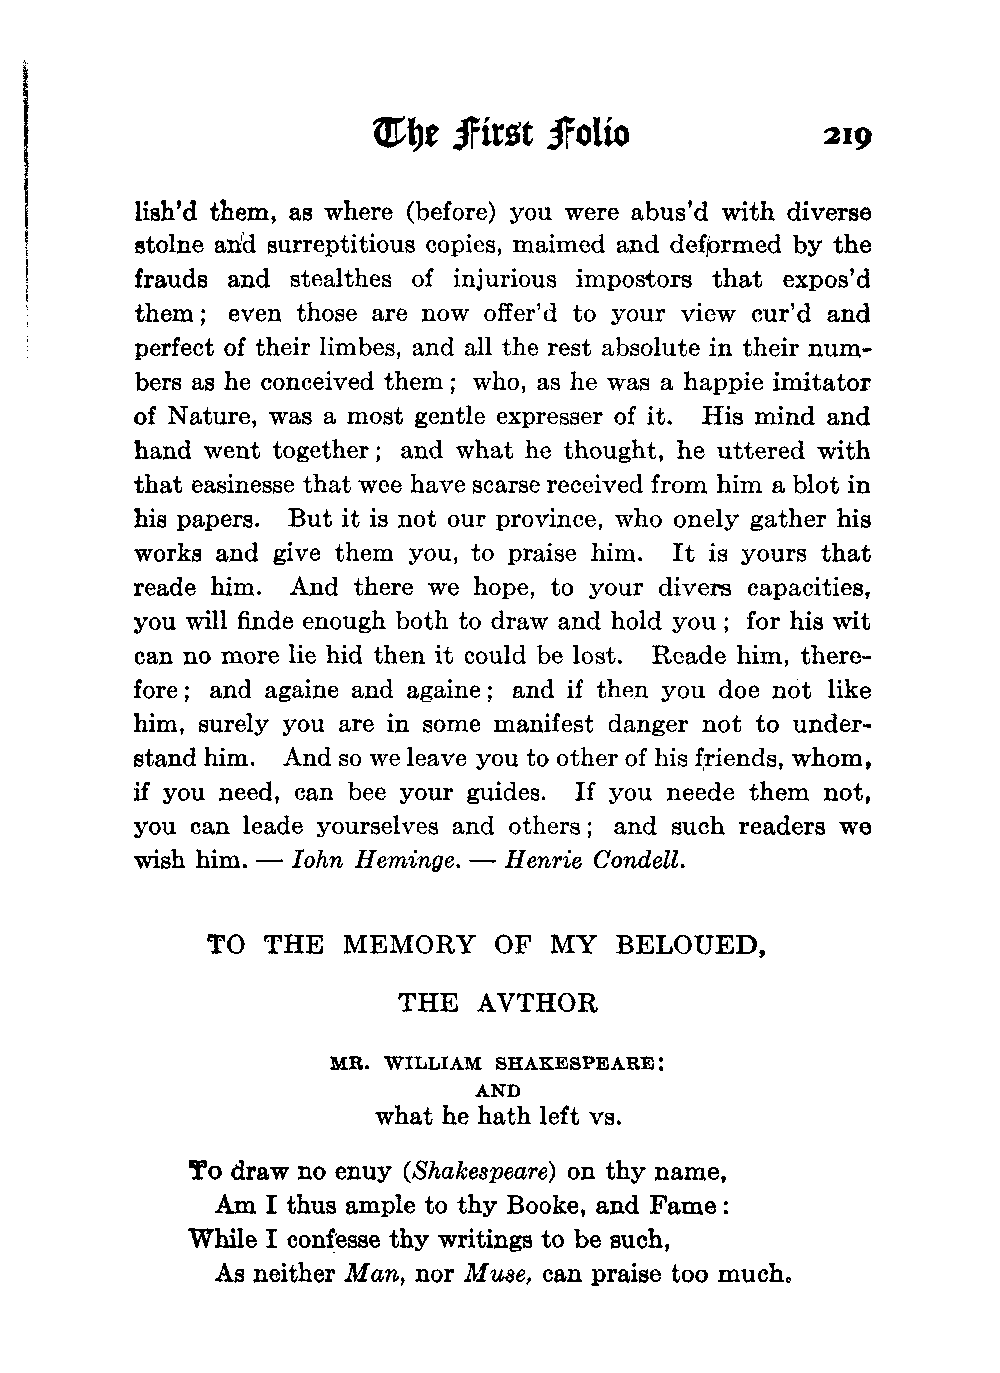 The First Folio 219
lish'd them, as where (before) you were abus'd with diverse
stolne and surreptitious copies, maimed and deformed by the
frauds and stealthes of injurious impostors that expos'd
them; even those are now offer'd to your view cur'd and
perfect of their limbes, and all the rest absolute in their num-
bers as he conceived them; who, as he was a happie imitator
of Nature, was a most gentle expresser of it. His mind and
hand went together; and what he thought, he uttered with
that easinesse that wee have scarse received from him a blot in
his papers. But it is not our province, who onely gather his
works and give them you, to praise him. It is yours that
reade him. And there we hope, to your divers capacities,
you will finde enough both to draw and hold you; for his wit
can no more lie hid then it could be lost. Reade him, there-
fore; and againe and againe; and if then you doe not like
him, surely you are in some manifest danger not to under-
stand him. And so we leave you to other of his friends, whom,
if you need, can bee your guides. If you neede them not,
you can leade yourselves and others; and such readers we
wish him. — Iohn Heminge. — Henrie Condell.
TO THE MEMORY OF MY BELOUED,
THE AVTHOR
MR. WILLIAM SHAKESPEARE:
AND
what he hath left vs.
To draw no enuy (Shakespeare) on thy name,
Am I thus ample to thy Booke, and Fame:
While I confesse thy writings to be such,
As neither Man, nor Muse, can praise too much.